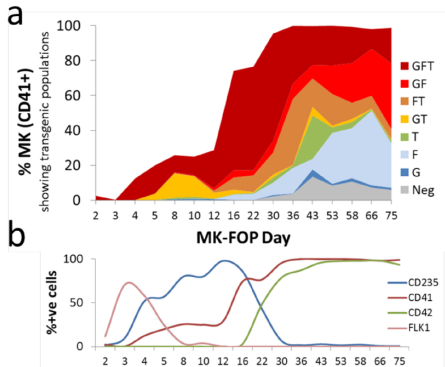 a
% MK (CD41+)
showing transgenic populations
100
80
60
40
20
0
2 3 4 5 8 10 12 16 22 30 36 43 53 58 66 75
MK-FOP Day
GFT
GF
FT
GT
T
F
G
Neg
b
%+ve cells
100
50
0
2 3 4 5 8 10 12 16 22 30 36 43 53 58 66 75
CD235
CD41
CD42
FLK1